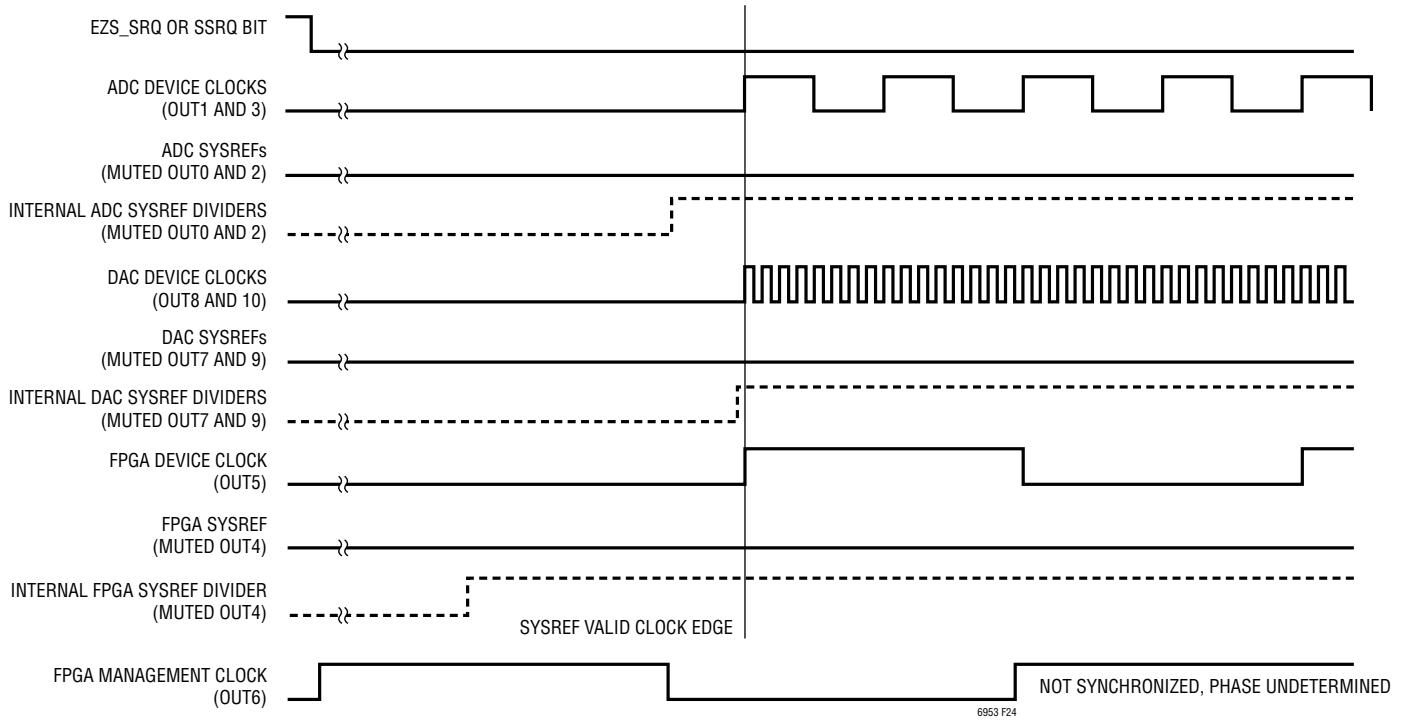 EZS_SRQ OR SSRQ BIT
ADC DEVICE CLOCKS
(OUT1 AND 3)
ADC SYSREFs
(MUTED OUT0 AND 2)
INTERNAL ADC SYSREF DIVIDERS
(MUTED OUT0 AND 2)
DAC DEVICE CLOCKS
(OUT8 AND 10)
DAC SYSREFs
(MUTED OUT7 AND 9)
INTERNAL DAC SYSREF DIVIDERS
(MUTED OUT7 AND 9)
FPGA DEVICE CLOCK
(OUT5)
FPGA SYSREF
(MUTED OUT4)
INTERNAL FPGA SYSREF DIVIDER
(MUTED OUT4)
SYSREF VALID CLOCK EDGE
FPGA MANAGEMENT CLOCK
(OUT6)
NOT SYNCHRONIZED, PHASE UNDETERMINED
6953 F24